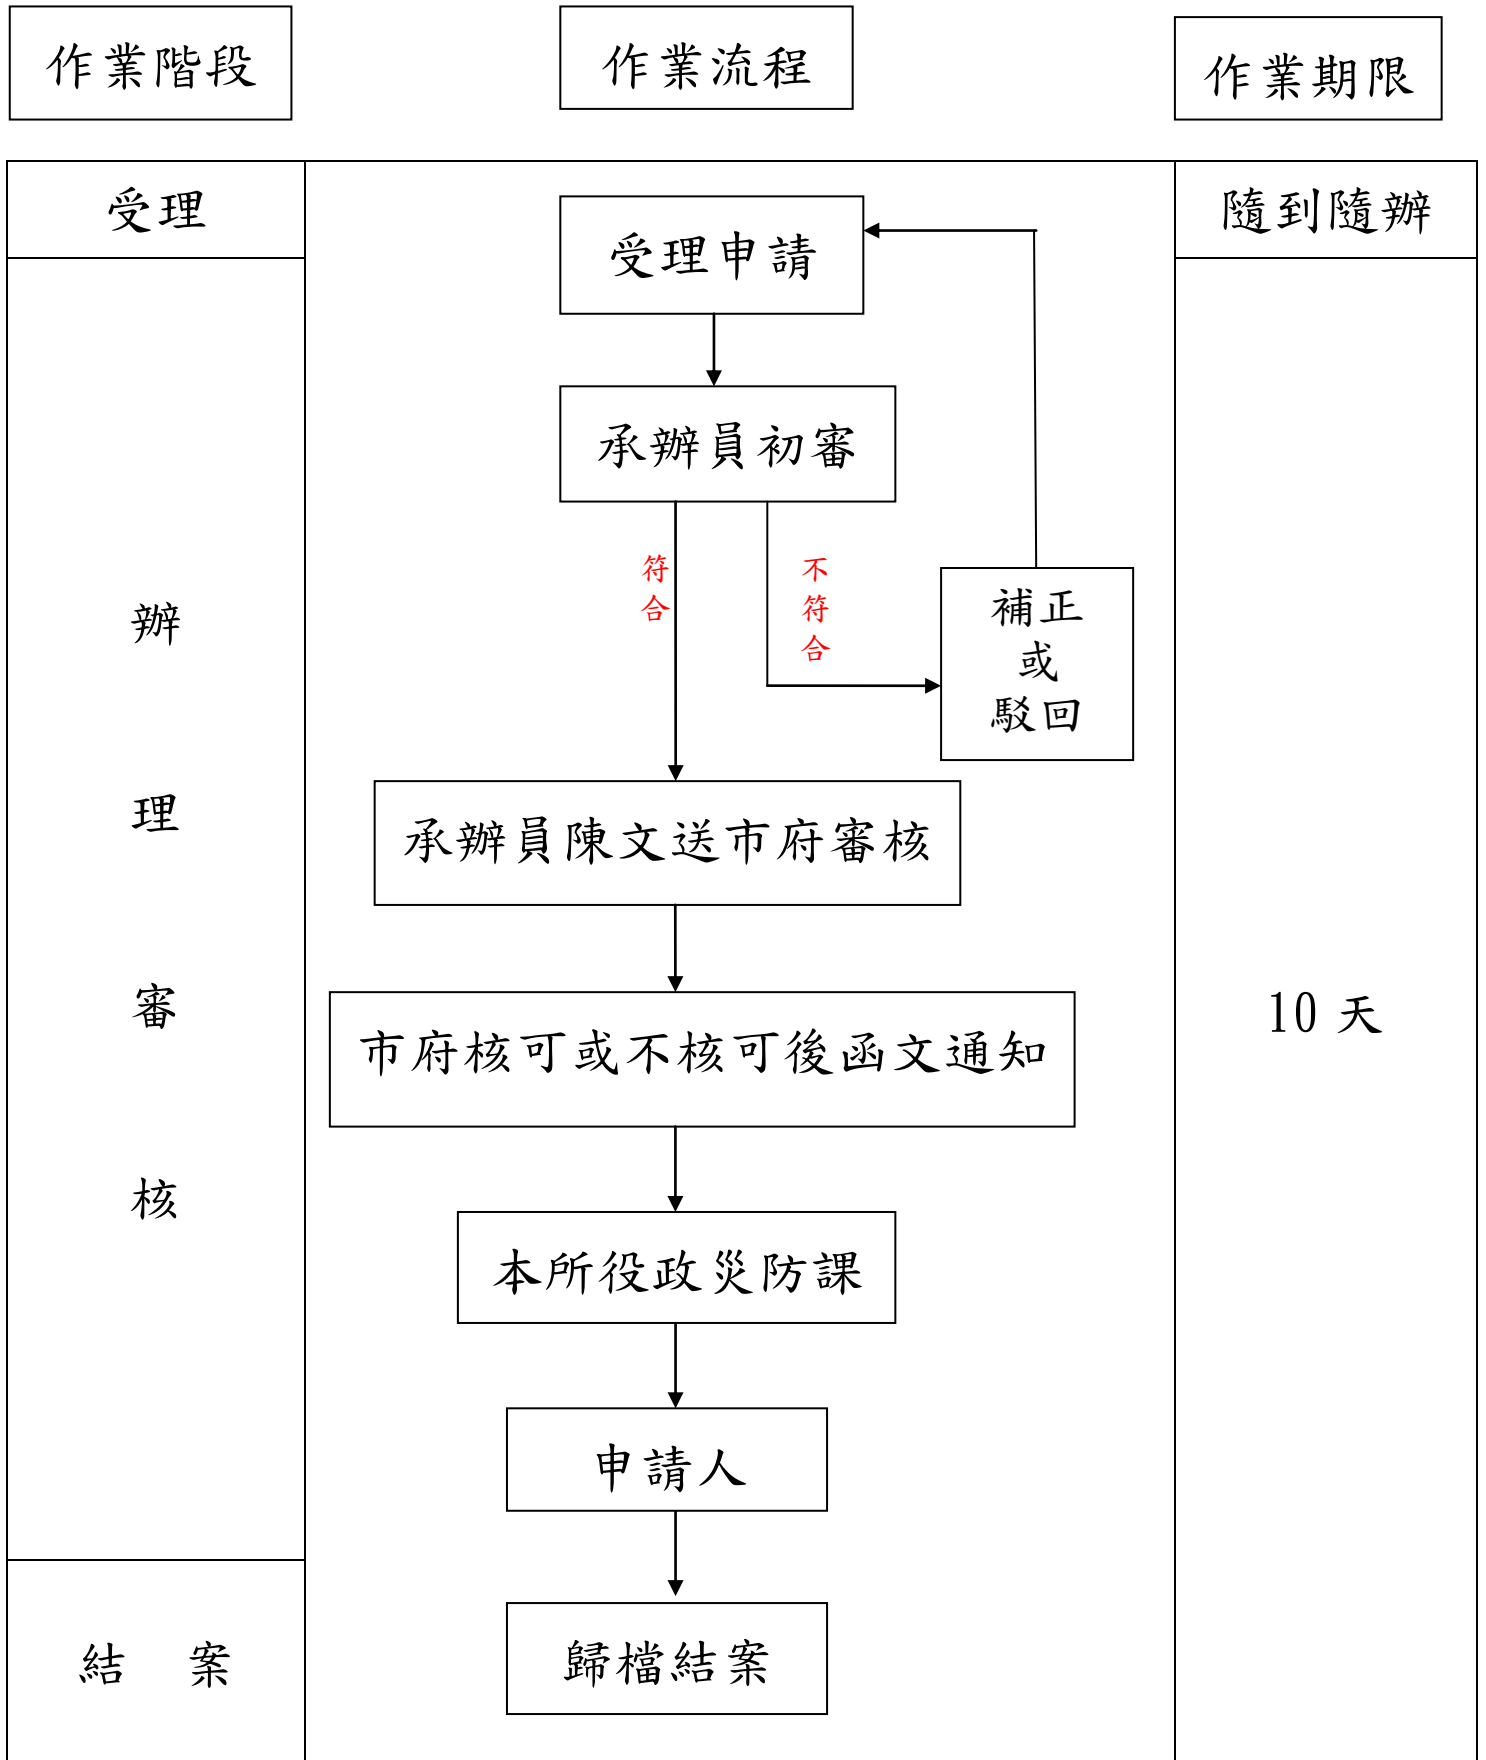 作業階段
作業流程
作業期限
受理
隨到隨辦
受理申請
承辦員初審
符合
不符合
補正
或
駁回
辦理審核
承辦員陳文送市府審核
市府核可或不核可後函文通知
10 天
本所役政災防課
申請人
結 案
歸檔結案